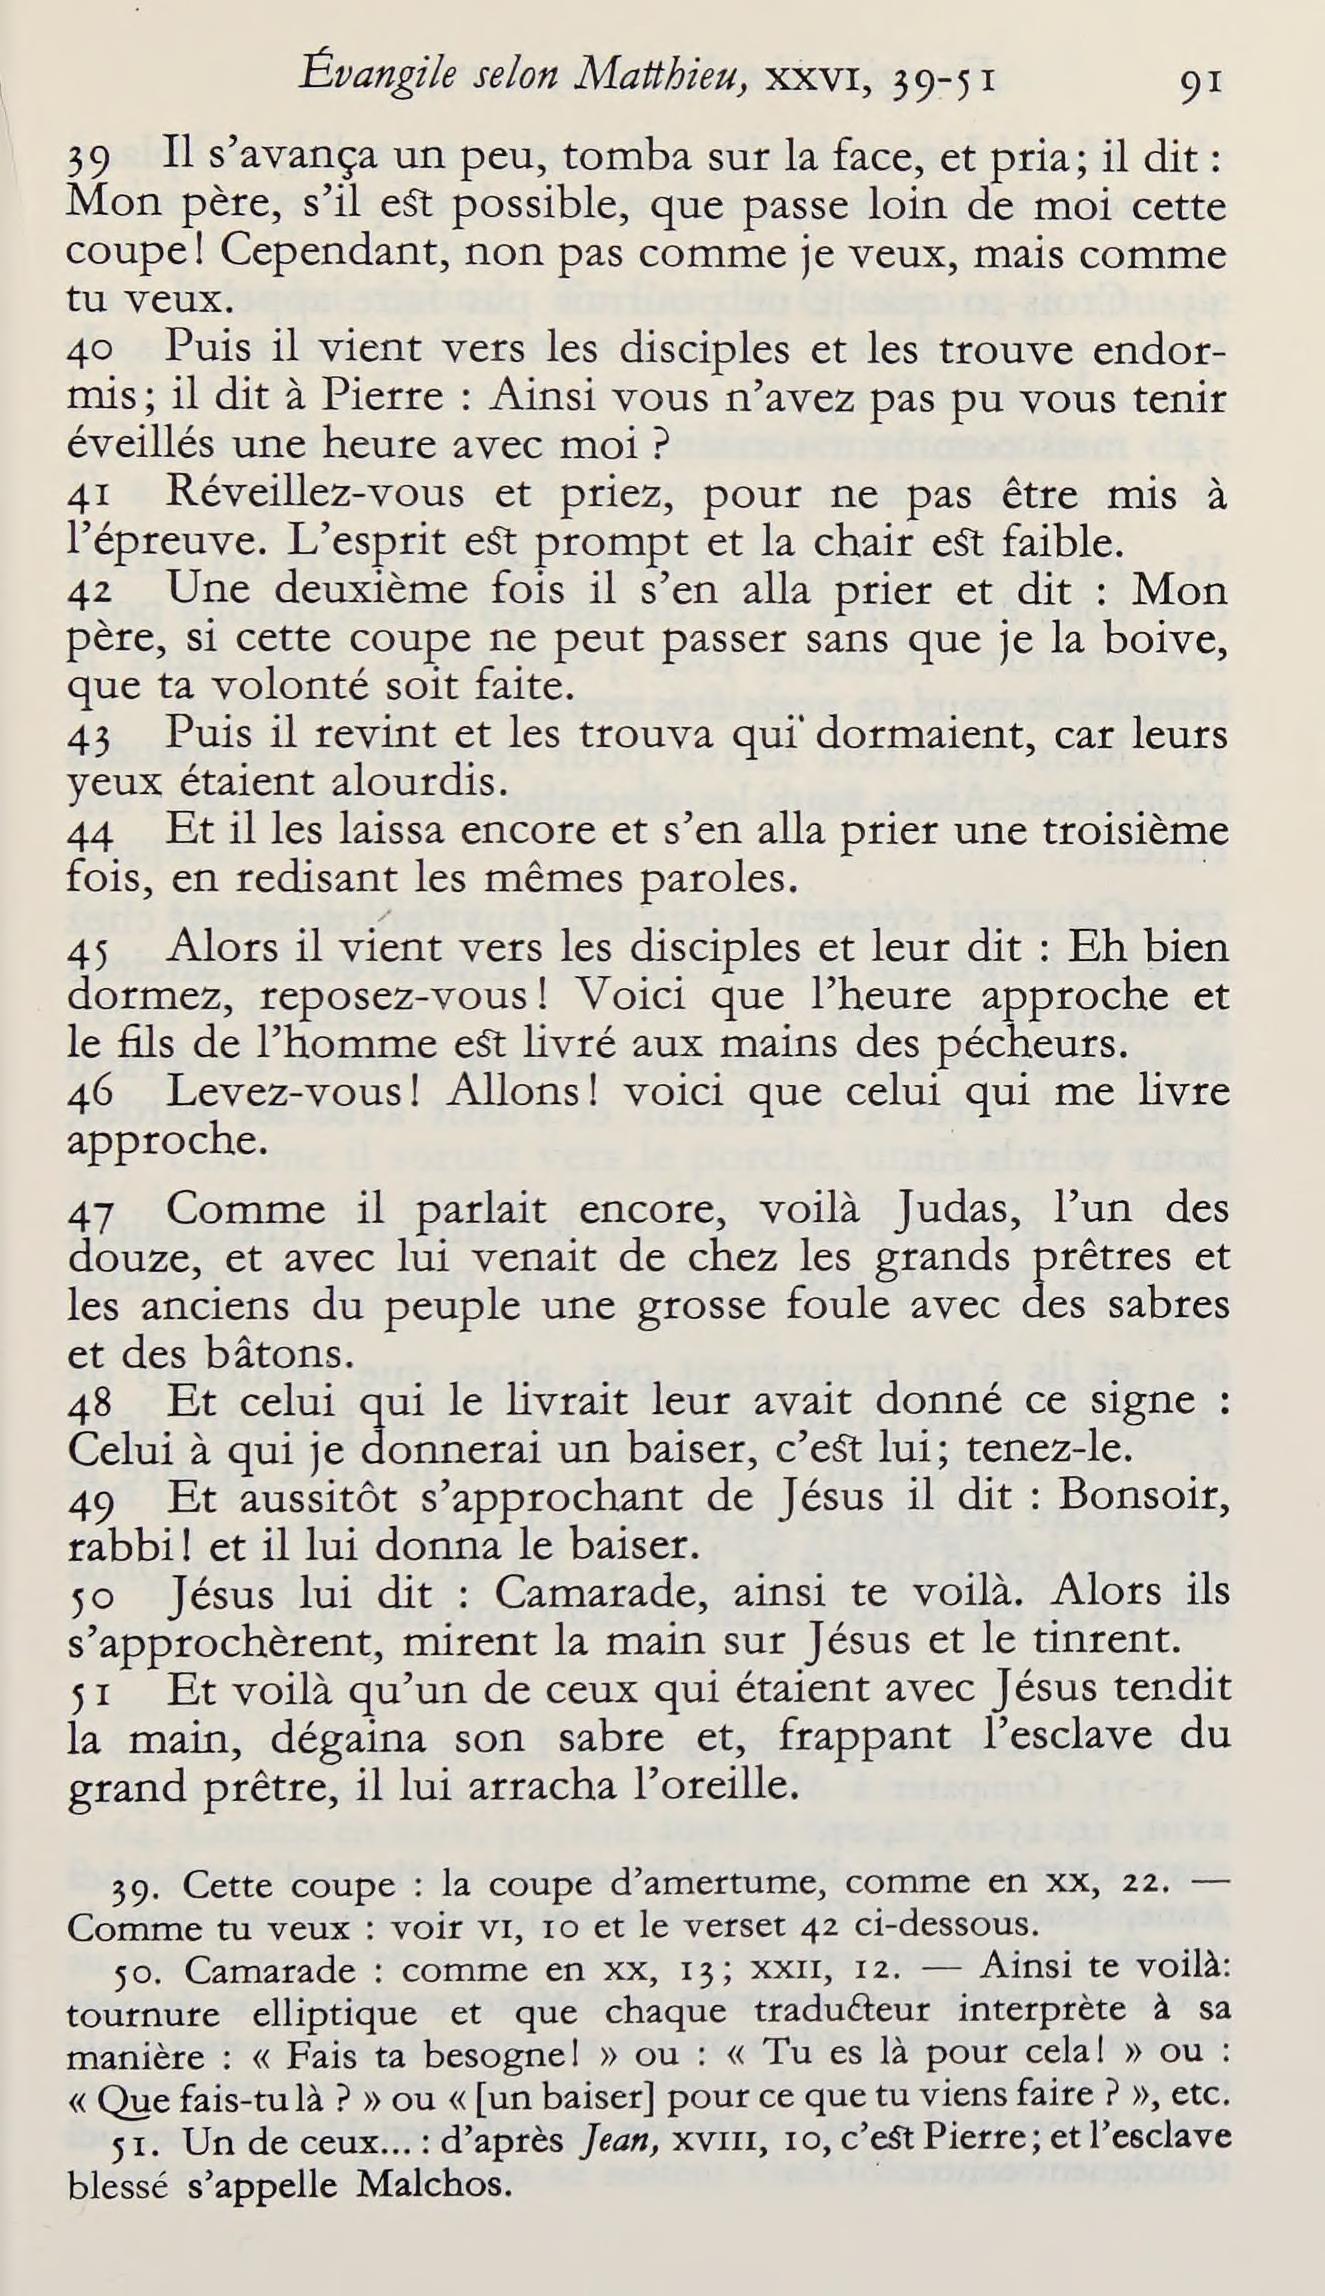 Évangile selon Matthieu, XXVI, 39-51 91
39 Il s’avança un peu, tomba sur la face, et pria; il dit :
Mon père, s’il est possible, que passe loin de moi cette
coupe! Cependant, non pas comme je veux, mais comme
tu veux.
40 Puis il vient vers les disciples et les trouve endor-
mis; il dit à Pierre : Ainsi vous n’avez pas pu vous tenir
éveillés une heure avec moi ?
41 Réveillez-vous et priez, pour ne pas être mis à
l’épreuve. L’esprit est prompt et la chair est faible.
42 Une deuxième fois il s’en alla prier et dit : Mon
père, si cette coupe ne peut passer sans que je la boive,
que ta volonté soit faite.
43 Puis il revint et les trouva qui dormaient, car leurs
yeux étaient alourdis.
44 Et il les laissa encore et s’en alla prier une troisième
fois, en redisant les mêmes paroles.
45 Alors il vient vers les disciples et leur dit : Eh bien
dormez, reposez-vous! Voici que l’heure approche et
le fils de l’homme est livré aux mains des pécheurs.
46 Levez-vous! Allons! voici que celui qui me livre
approche.
47 Comme il parlait encore, voilà Judas, l’un des
douze, et avec lui venait de chez les grands prêtres et
les anciens du peuple une grosse foule avec des sabres
et des bâtons.
48 Et celui qui le livrait leur avait donné ce signe :
Celui à qui je donnerai un baiser, c’est lui; tenez-le.
49 Et aussitôt s’approchant de Jésus il dit : Bonsoir,
rabbi! et il lui donna le baiser.
50 Jésus lui dit : Camarade, ainsi te voilà. Alors ils
s’approchèrent, mirent la main sur Jésus et le tinrent.
51 Et voilà qu’un de ceux qui étaient avec Jésus tendit
la main, dégaina son sabre et, frappant l’esclave du
grand prêtre, il lui arracha l’oreille.
39. Cette coupe : la coupe d’amertume, comme en XX, 22. —
Comme tu veux : voir VI, 10 et le verset 42 ci-dessous.
50. Camarade : comme en XX, 13; XXII, 12. — Ainsi te voilà:
tournure elliptique et que chaque traducteur interprète à sa
manière : « Fais ta besogne! » ou : « Tu es là pour cela! » ou :
« Que fais-tu là ? » ou « [un baiser] pour ce que tu viens faire ? », etc.
51. Un de ceux... : d’après Jean, XVIII, 10, c’est Pierre; et l’esclave
blessé s’appelle Malchos.